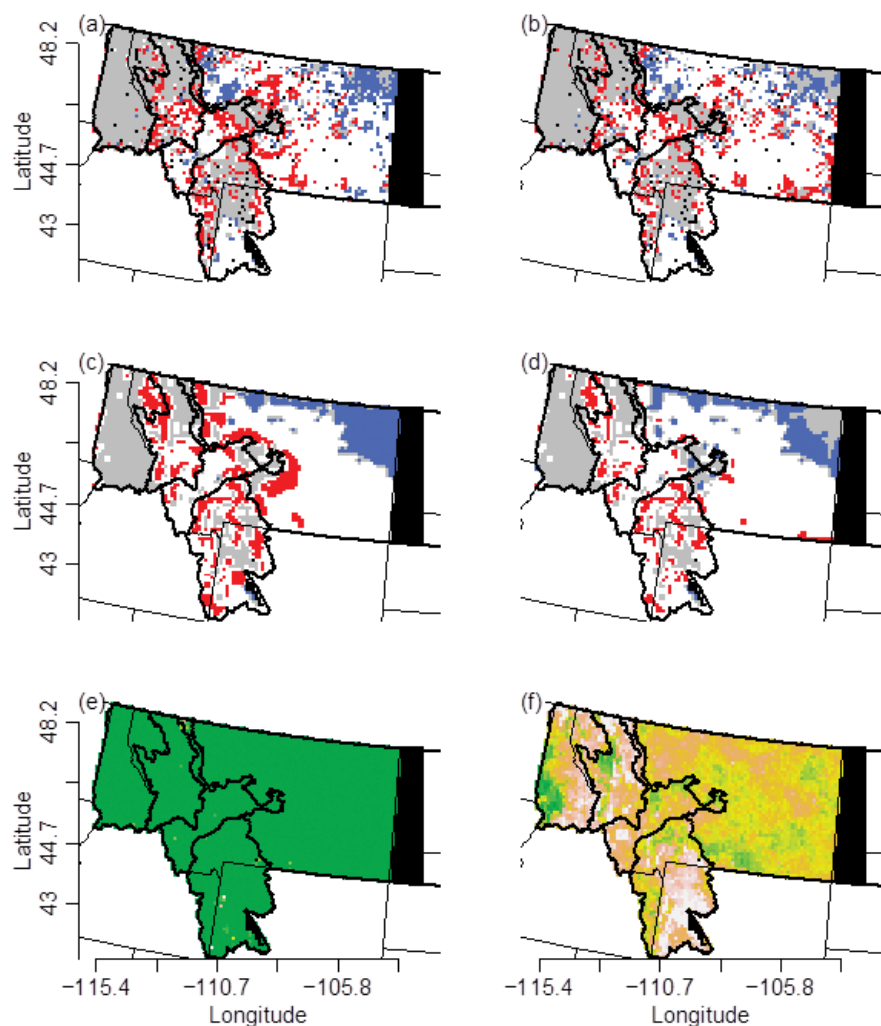 (a)
(b)
48.2
44.7
43
Latitude
(c)
(d)
48.2
44.7
43
Latitude
(e)
(f)
48.2
44.7
43
Latitude
−115.4 −110.7 −105.8
−115.4 −110.7 −105.8
Longitude
Longitude